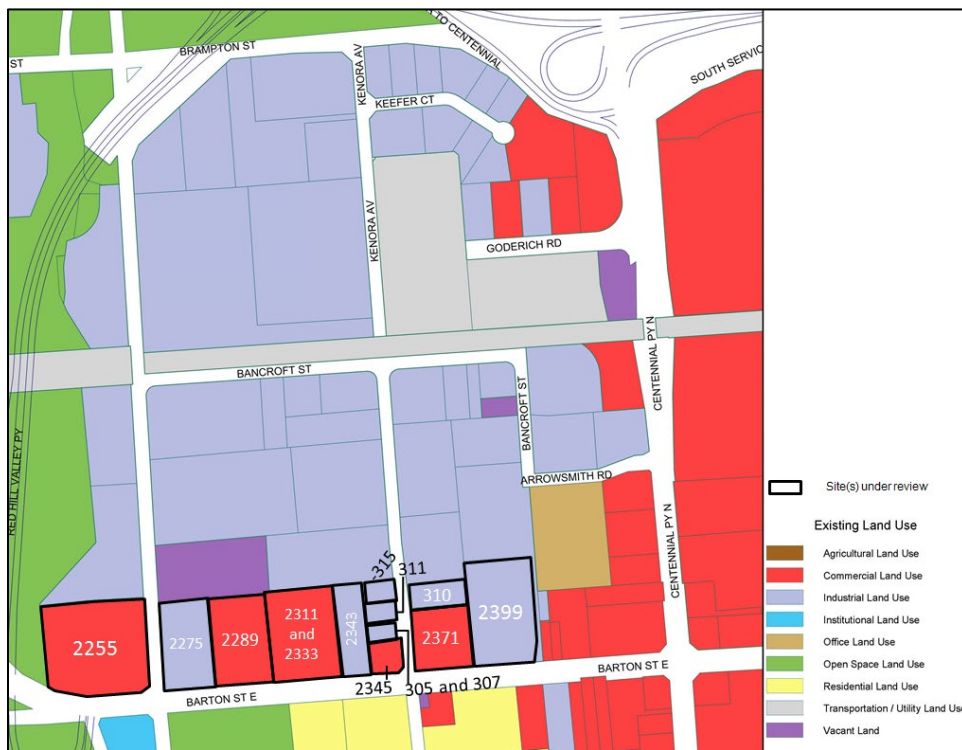 ST
BRAMPTON ST
TO CENTENNIAL
SOUTH SERVIC
KENORA AV
KEEFER CT
KENORA AV
GODERICH RD
CENTENNIAL PY N
BANCROFT ST
BANCROFT ST
ARROWSMITH RD
RED HILL VALLEY PY
CENTENNIAL PY N
Site(s) under review
Existing Land Use
Agricultural Land Use
Commercial Land Use
Industrial Land Use
Institutional Land Use
Office Land Use
Open Space Land Use
Residential Land Use
Transportation / Utility Land Use
Vacant Land
315
311
2255
2275
2289
2311
and
2333
2343
310
2371
2399
2345
305 and 307
BARTON ST E
BARTON ST E